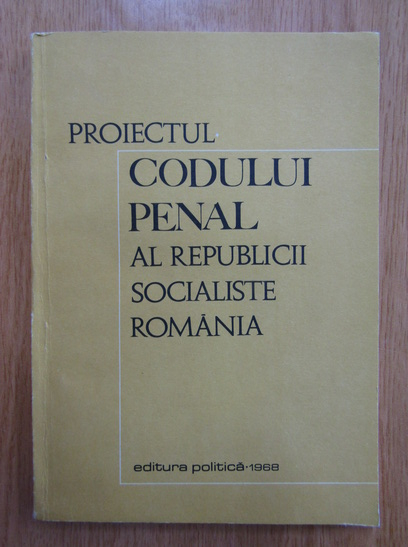 PROIECTUL
CODULUI
PENAL
AL REPUBLICII
SOCIALISTE
ROMÂNIA
editura politică·1968